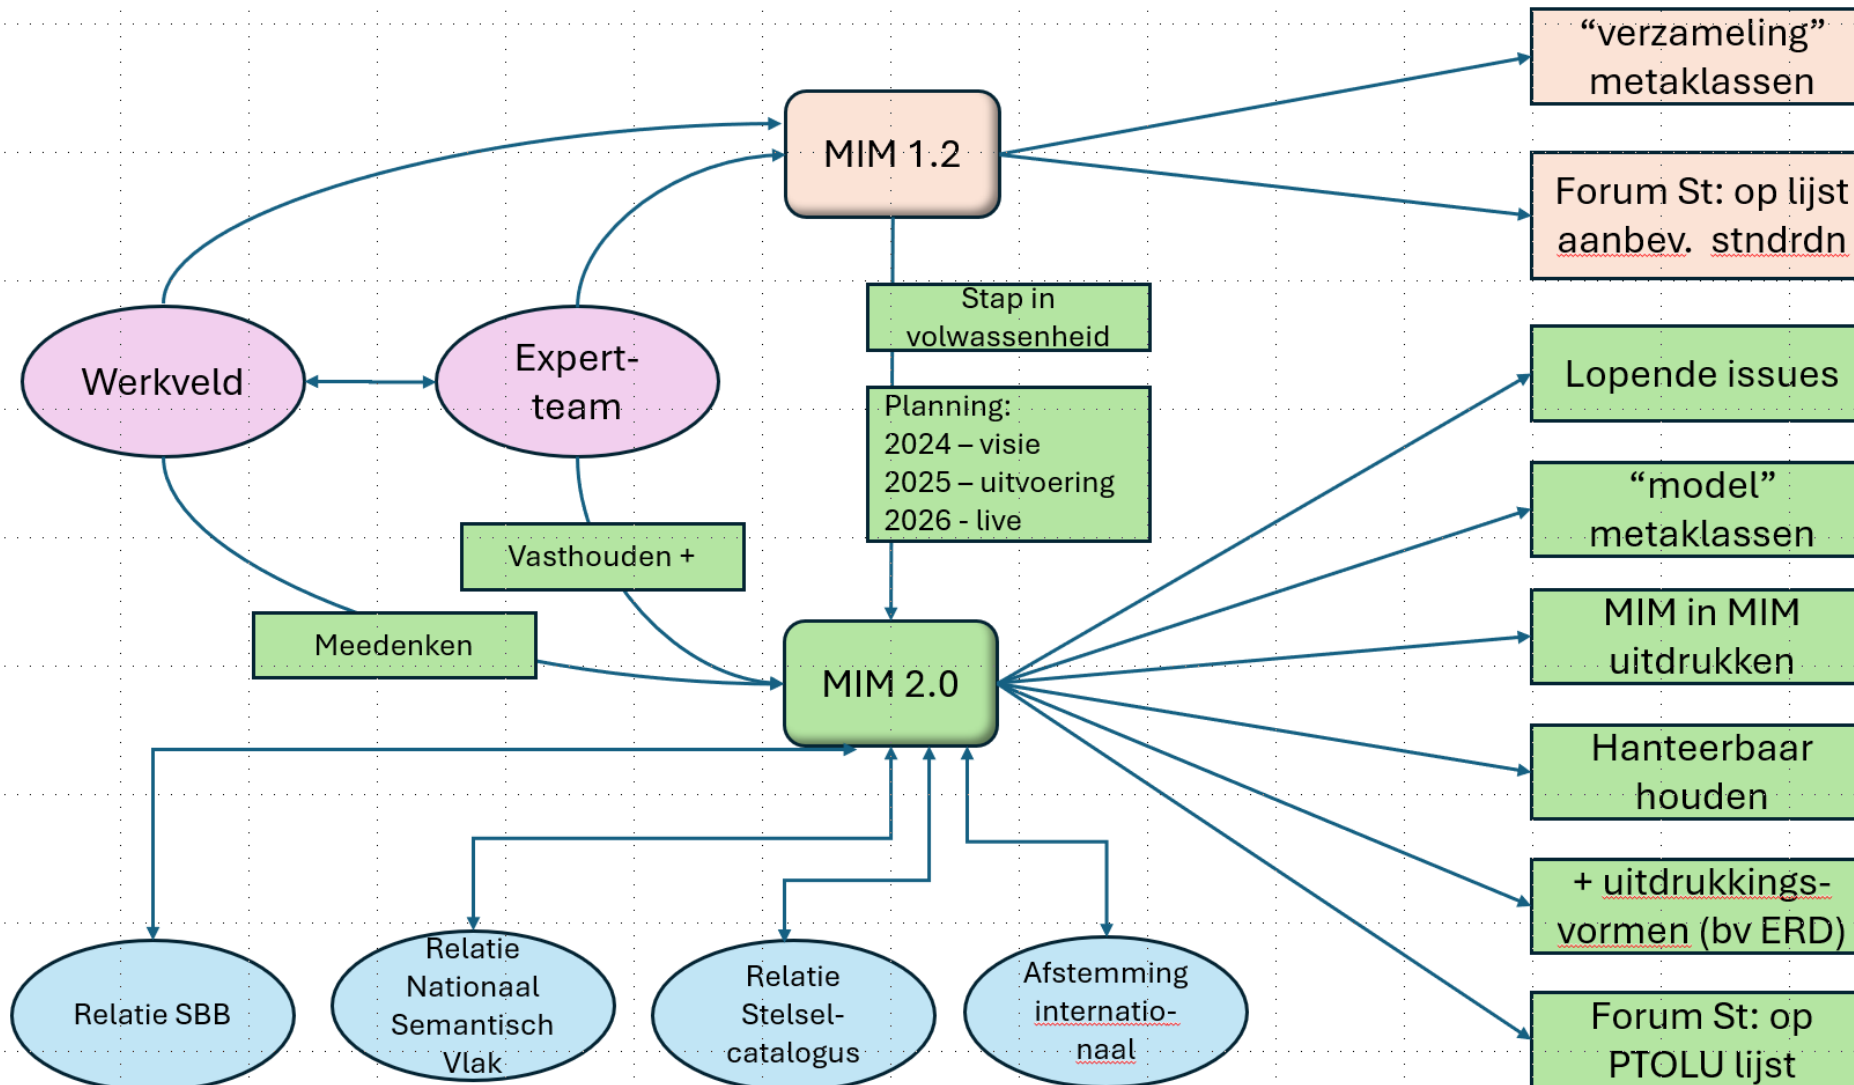 “verzameling”
metaklassen
MIM 1.2
Forum St: op lijst
aanbev. stndrdn
Stap in
volwassenheid
Werkveld
Expert-
team
Lopende issues
Planning:
2024 – visie
2025 – uitvoering
2026 - live
“model”
metaklassen
Vasthouden +
Meedenken
MIM in MIM
uitdrukken
MIM 2.0
Hanteerbaar
houden
+ uitdrukkings-
vormen (bv ERD)
Relatie SBB
Relatie
Nationaal
Semantisch
Vlak
Relatie
Stelsel-
catalogus
Afstemming
internatio-
naal
Forum St: op
PTOLU lijst